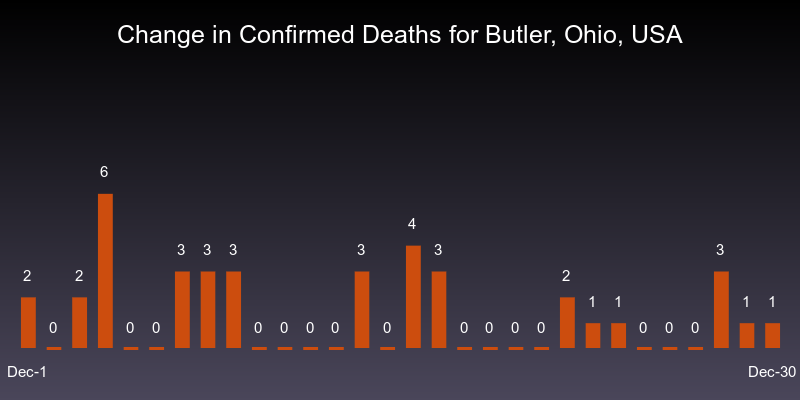 Change in Confirmed Deaths for Butler, Ohio, USA
6
4
3 3 3 3 3 3
2 2 2
1 1 1 1
0 0 0 0 0 0 0 0 0 0 0 0 0 0 0 0
Dec-1 Dec-30